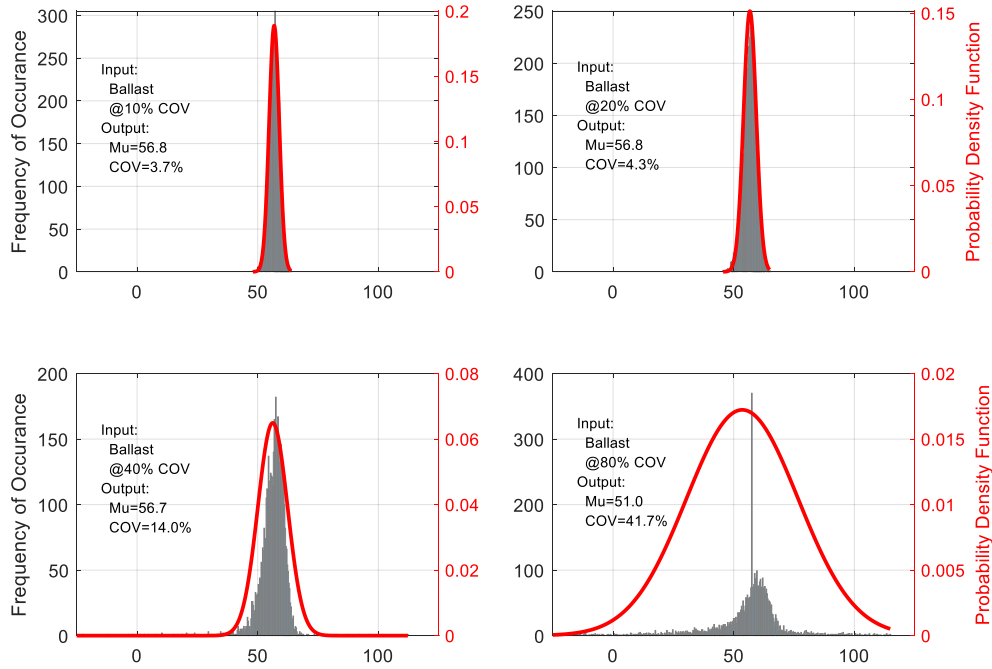 Frequency of Occurance
300
250
200
150
100
50
0
0
50
100
0.2
0.15
0.1
0.05
0
Input:
Ballast
@10% COV
Output:
Mu=56.8
COV=3.7%
250
200
150
100
50
0
0
50
100
0.15
0.1
0.05
0
Probability Density Function
Input:
Ballast
@20% COV
Output:
Mu=56.8
COV=4.3%
Frequency of Occurance
200
150
100
50
0
0
50
100
0.08
0.06
0.04
0.02
0
Input:
Ballast
@40% COV
Output:
Mu=56.7
COV=14.0%
400
300
200
100
0
0
50
100
0.02
0.015
0.01
0.005
0
Probability Density Function
Input:
Ballast
@80% COV
Output:
Mu=51.0
COV=41.7%